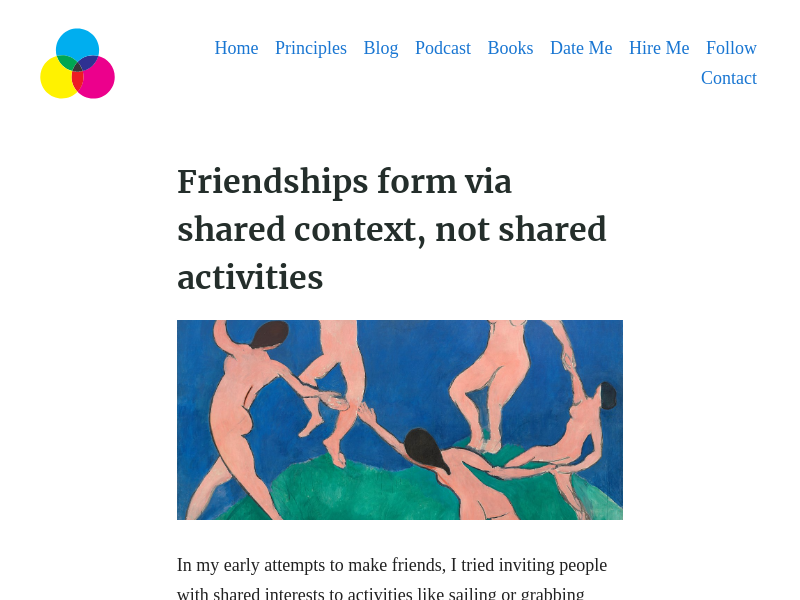 Home Principles Blog Podcast Books Date Me Hire Me Follow
Contact
Friendships form via
shared context, not shared
activities
In my early attempts to make friends, I tried inviting people
with shared interests to activities like sailing or grabbing